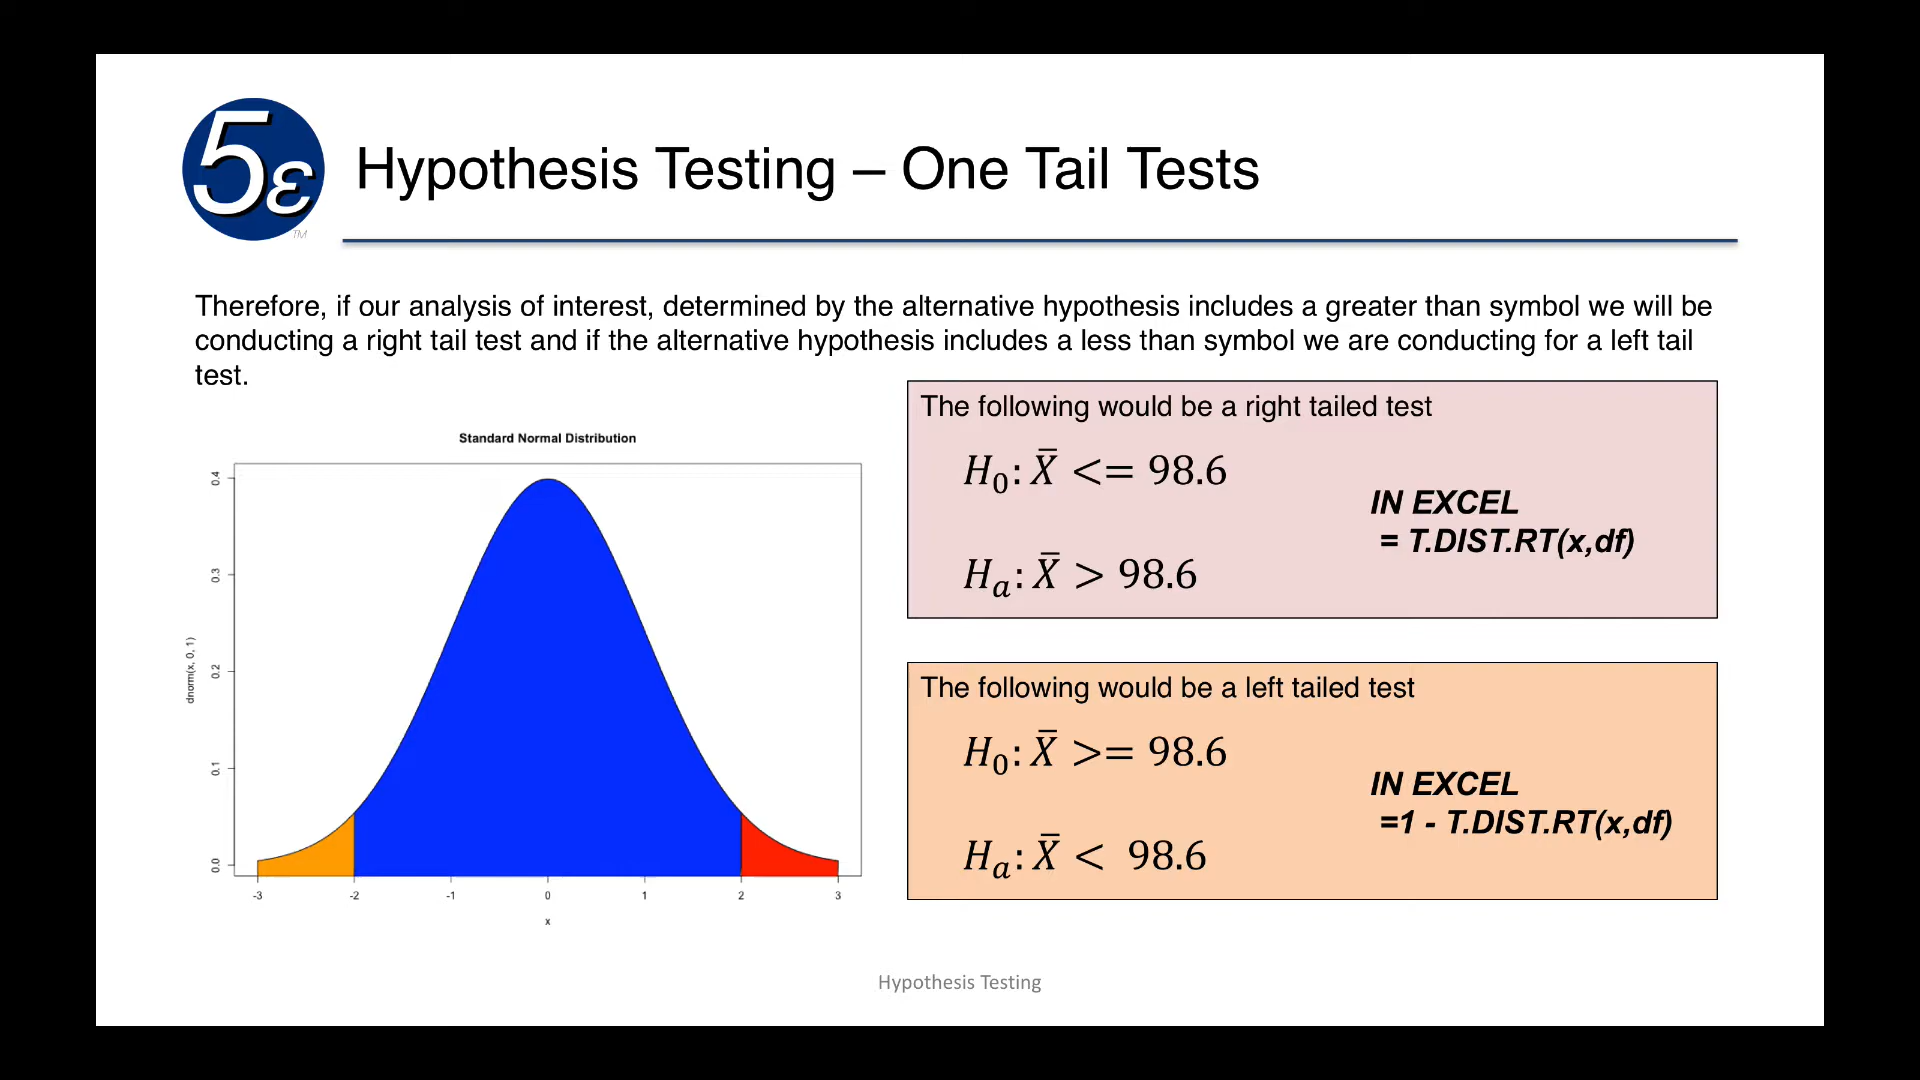 5ε
TM
Hypothesis Testing – One Tail Tests
Therefore, if our analysis of interest, determined by the alternative hypothesis includes a greater than symbol we will be
conducting a right tail test and if the alternative hypothesis includes a less than symbol we are conducting for a left tail
test.
Standard Normal Distribution
0.4
0.3
0.2
0.1
0.0
dnorm(x, 0, 1)
-3 -2 -1 0 1 2 3
x
The following would be a right tailed test
H₀: X̄ <= 98.6
IN EXCEL
= T.DIST.RT(x,df)
Hₐ: X̄ > 98.6
The following would be a left tailed test
H₀: X̄ >= 98.6
IN EXCEL
=1 - T.DIST.RT(x,df)
Hₐ: X̄ < 98.6
Hypothesis Testing